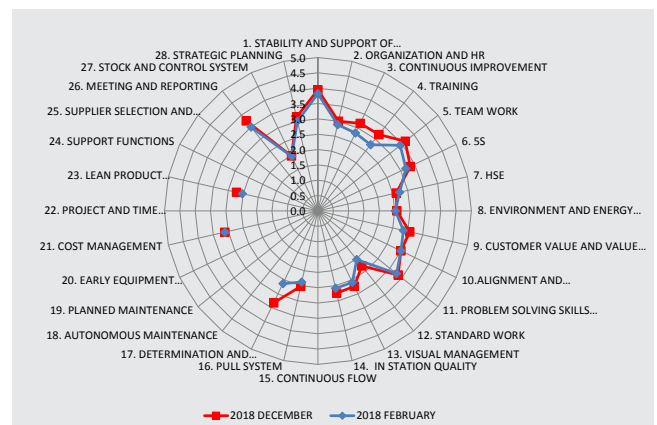 1. STABILITY AND SUPPORT OF...
28. STRATEGIC PLANNING
2. ORGANIZATION AND HR
27. STOCK AND CONTROL SYSTEM
3. CONTINUOUS IMPROVEMENT
26. MEETING AND REPORTING
4. TRAINING
25. SUPPLIER SELECTION AND...
5. TEAM WORK
24. SUPPORT FUNCTIONS
6. 5S
23. LEAN PRODUCT...
7. HSE
22. PROJECT AND TIME...
8. ENVIRONMENT AND ENERGY...
21. COST MANAGEMENT
9. CUSTOMER VALUE AND VALUE...
20. EARLY EQUIPMENT...
10.ALIGNMENT AND...
19. PLANNED MAINTENANCE
11. PROBLEM SOLVING SKILLS...
18. AUTONOMOUS MAINTENANCE
12. STANDARD WORK
17. DETERMINATION AND...
13. VISUAL MANAGEMENT
16. PULL SYSTEM
14. IN STATION QUALITY
15. CONTINUOUS FLOW
5.0
4.5
4.0
3.5
3.0
2.5
2.0
1.5
1.0
0.5
0.0
2018 DECEMBER
2018 FEBRUARY